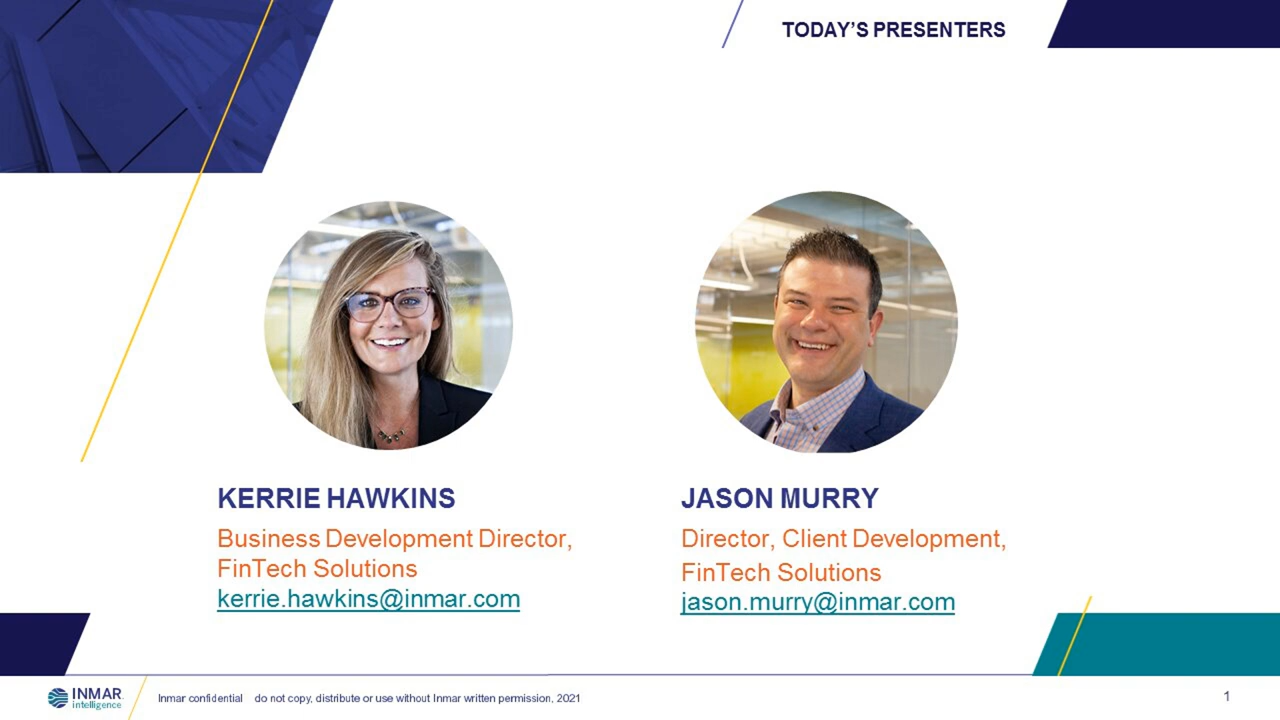 TODAY'S PRESENTERS
KERRIE HAWKINS
Business Development Director,
FinTech Solutions
kerrie.hawkins@inmar.com
JASON MURRY
Director, Client Development,
FinTech Solutions
jason.murry@inmar.com
INMAR
intelligence
Inmar confidential do not copy, distribute or use without Inmar written permission, 2021
1